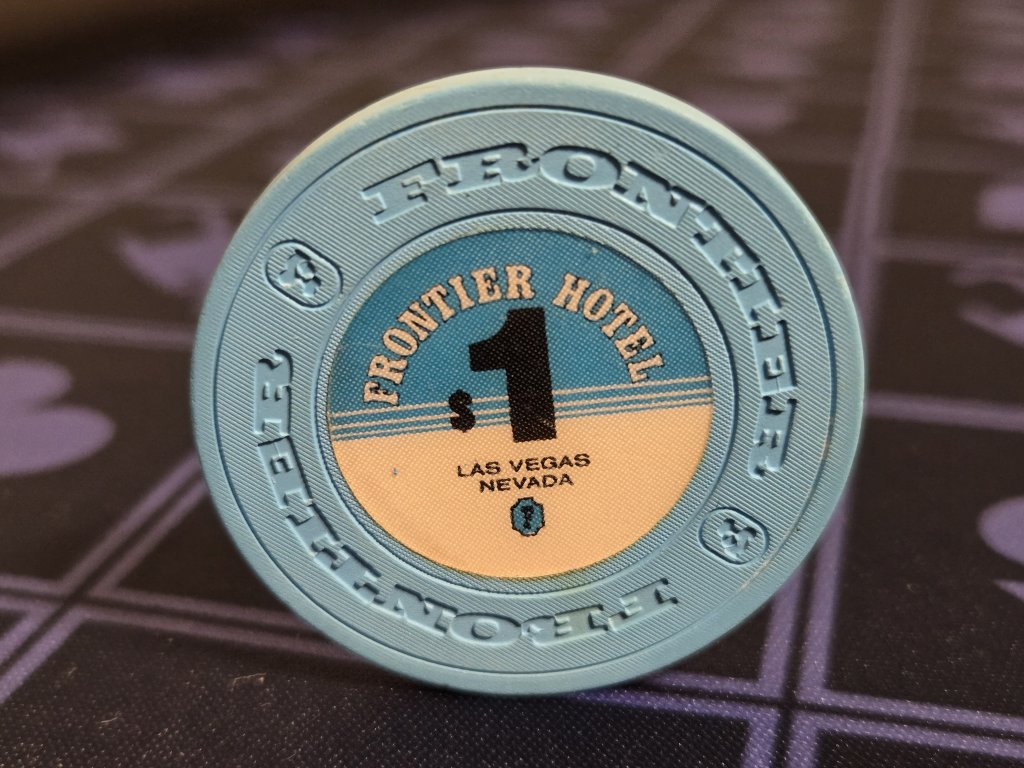 FRONTIER
FRONTIER HOTEL
$1
LAS VEGAS
NEVADA
FRONTIER